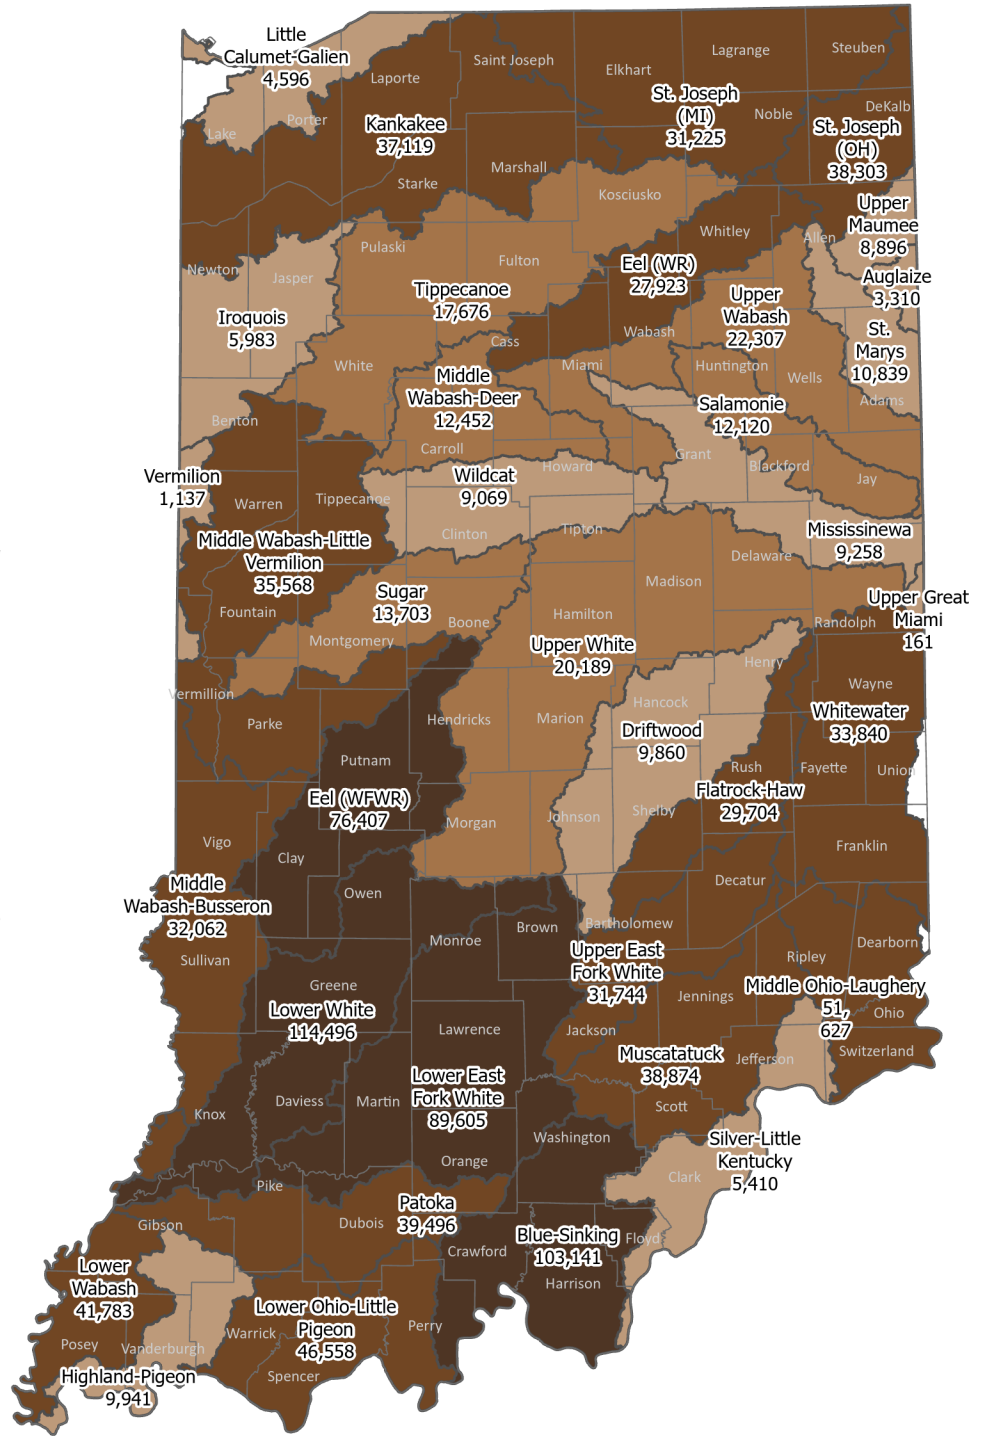 Little
Calumet-Galien
4,596
Saint Joseph
Lagrange
Steuben
Elkhart
Laporte
St. Joseph
(MI)
31,225
Noble
DeKalb
St. Joseph
(OH)
38,303
Lake
Porter
Kankakee
37,119
Marshall
Starke
Kosciusko
Upper
Maumee
8,896
Whitley
Allen
Pulaski
Fulton
Newton
Jasper
Eel (WR)
27,923
Auglaize
3,310
Tippecanoe
17,676
Upper
Wabash
22,307
Iroquois
5,983
St.
Marys
10,839
Cass
Wabash
White
Miami
Huntington
Wells
Middle
Wabash-Deer
12,452
Adams
Salamonie
12,120
Benton
Carroll
Grant
Howard
Blackford
Jay
Vermilion
1,137
Wildcat
9,069
Warren
Tippecanoe
Clinton
Tipton
Mississinewa
9,258
Middle Wabash-Little
Vermilion
35,568
Delaware
Madison
Sugar
13,703
Upper Great
Miami
161
Fountain
Boone
Hamilton
Randolph
Montgomery
Upper White
20,189
Henry
Vermillion
Wayne
Hancock
Whitewater
33,840
Parke
Hendricks
Marion
Driftwood
9,860
Putnam
Rush
Fayette
Union
Eel (WFWR)
76,407
Flatrock-Haw
29,704
Morgan
Johnson
Shelby
Vigo
Clay
Franklin
Middle
Wabash-Busseron
32,062
Owen
Decatur
Bartholomew
Brown
Monroe
Dearborn
Sullivan
Upper East
Fork White
31,744
Ripley
Greene
Jennings
Middle Ohio-Laughery
51,
627
Ohio
Lower White
114,496
Lawrence
Jackson
Switzerland
Muscatatuck
38,874
Jefferson
Lower East
Fork White
89,605
Knox
Daviess
Martin
Scott
Washington
Silver-Little
Kentucky
5,410
Orange
Clark
Pike
Patoka
39,496
Gibson
Dubois
Blue-Sinking
103,141
Floyd
Crawford
Lower
Wabash
41,783
Harrison
Lower Ohio-Little
Pigeon
46,558
Perry
Warrick
Posey
Vanderburgh
Spencer
Highland-Pigeon
9,941